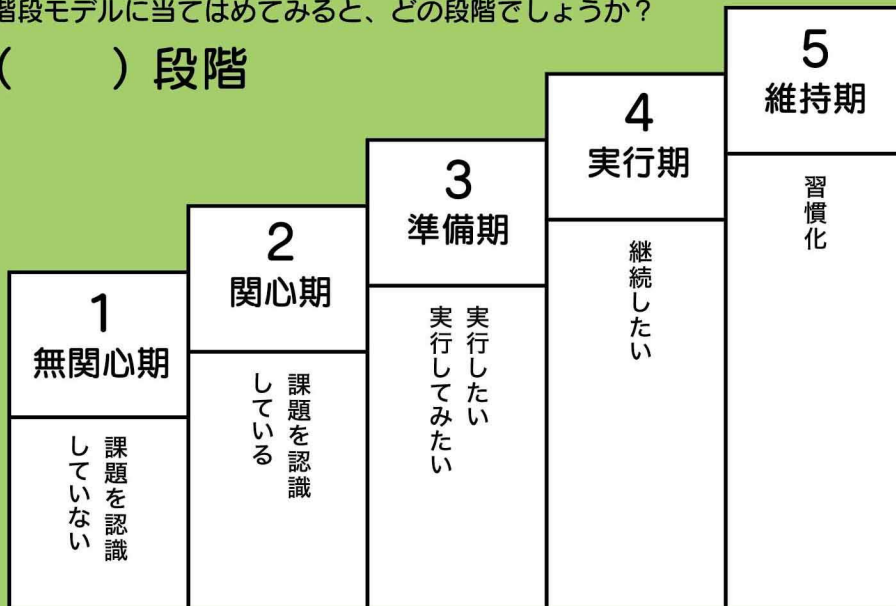 階段モデルに当てはめてみると、どの段階でしょうか？
(　　) 段階
1
無関心期
課題を認識
していない
2
関心期
課題を認識
している
3
準備期
実行したい
実行してみたい
4
実行期
継続したい
5
維持期
習慣化